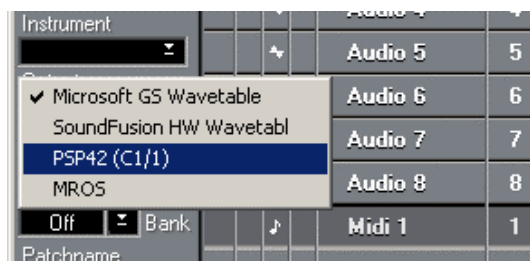 Instrument
Audio 5 5
✓ Microsoft GS Wavetable
SoundFusion HW Wavetabl
PSP42 (C1/1)
MROS
Audio 6 6
Audio 7 7
Audio 8 8
Off Bank
Midi 1 1
Patchname